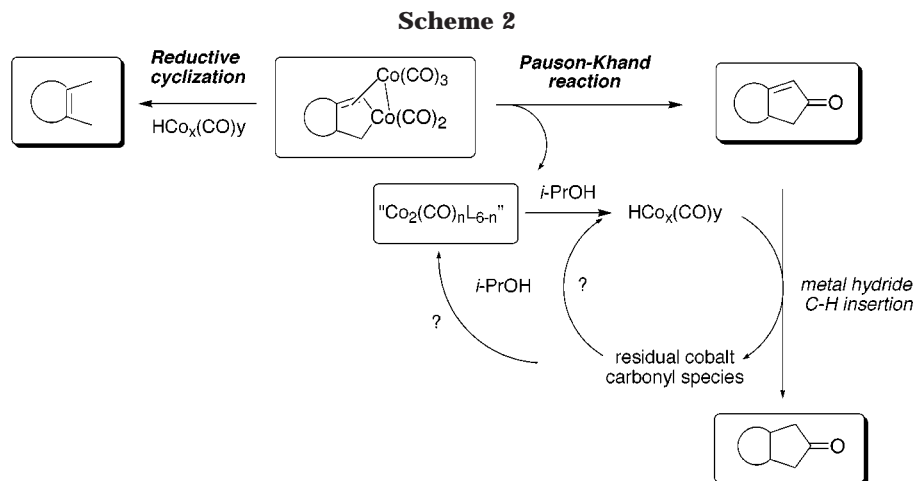 Scheme 2
Reductive
cyclization
HCox(CO)y
Co(CO)3
Co(CO)2
Pauson-Khand
reaction
O
"Co2(CO)nL6-n"
i-PrOH
HCox(CO)y
i-PrOH
?
?
metal hydride
C-H insertion
residual cobalt
carbonyl species
O